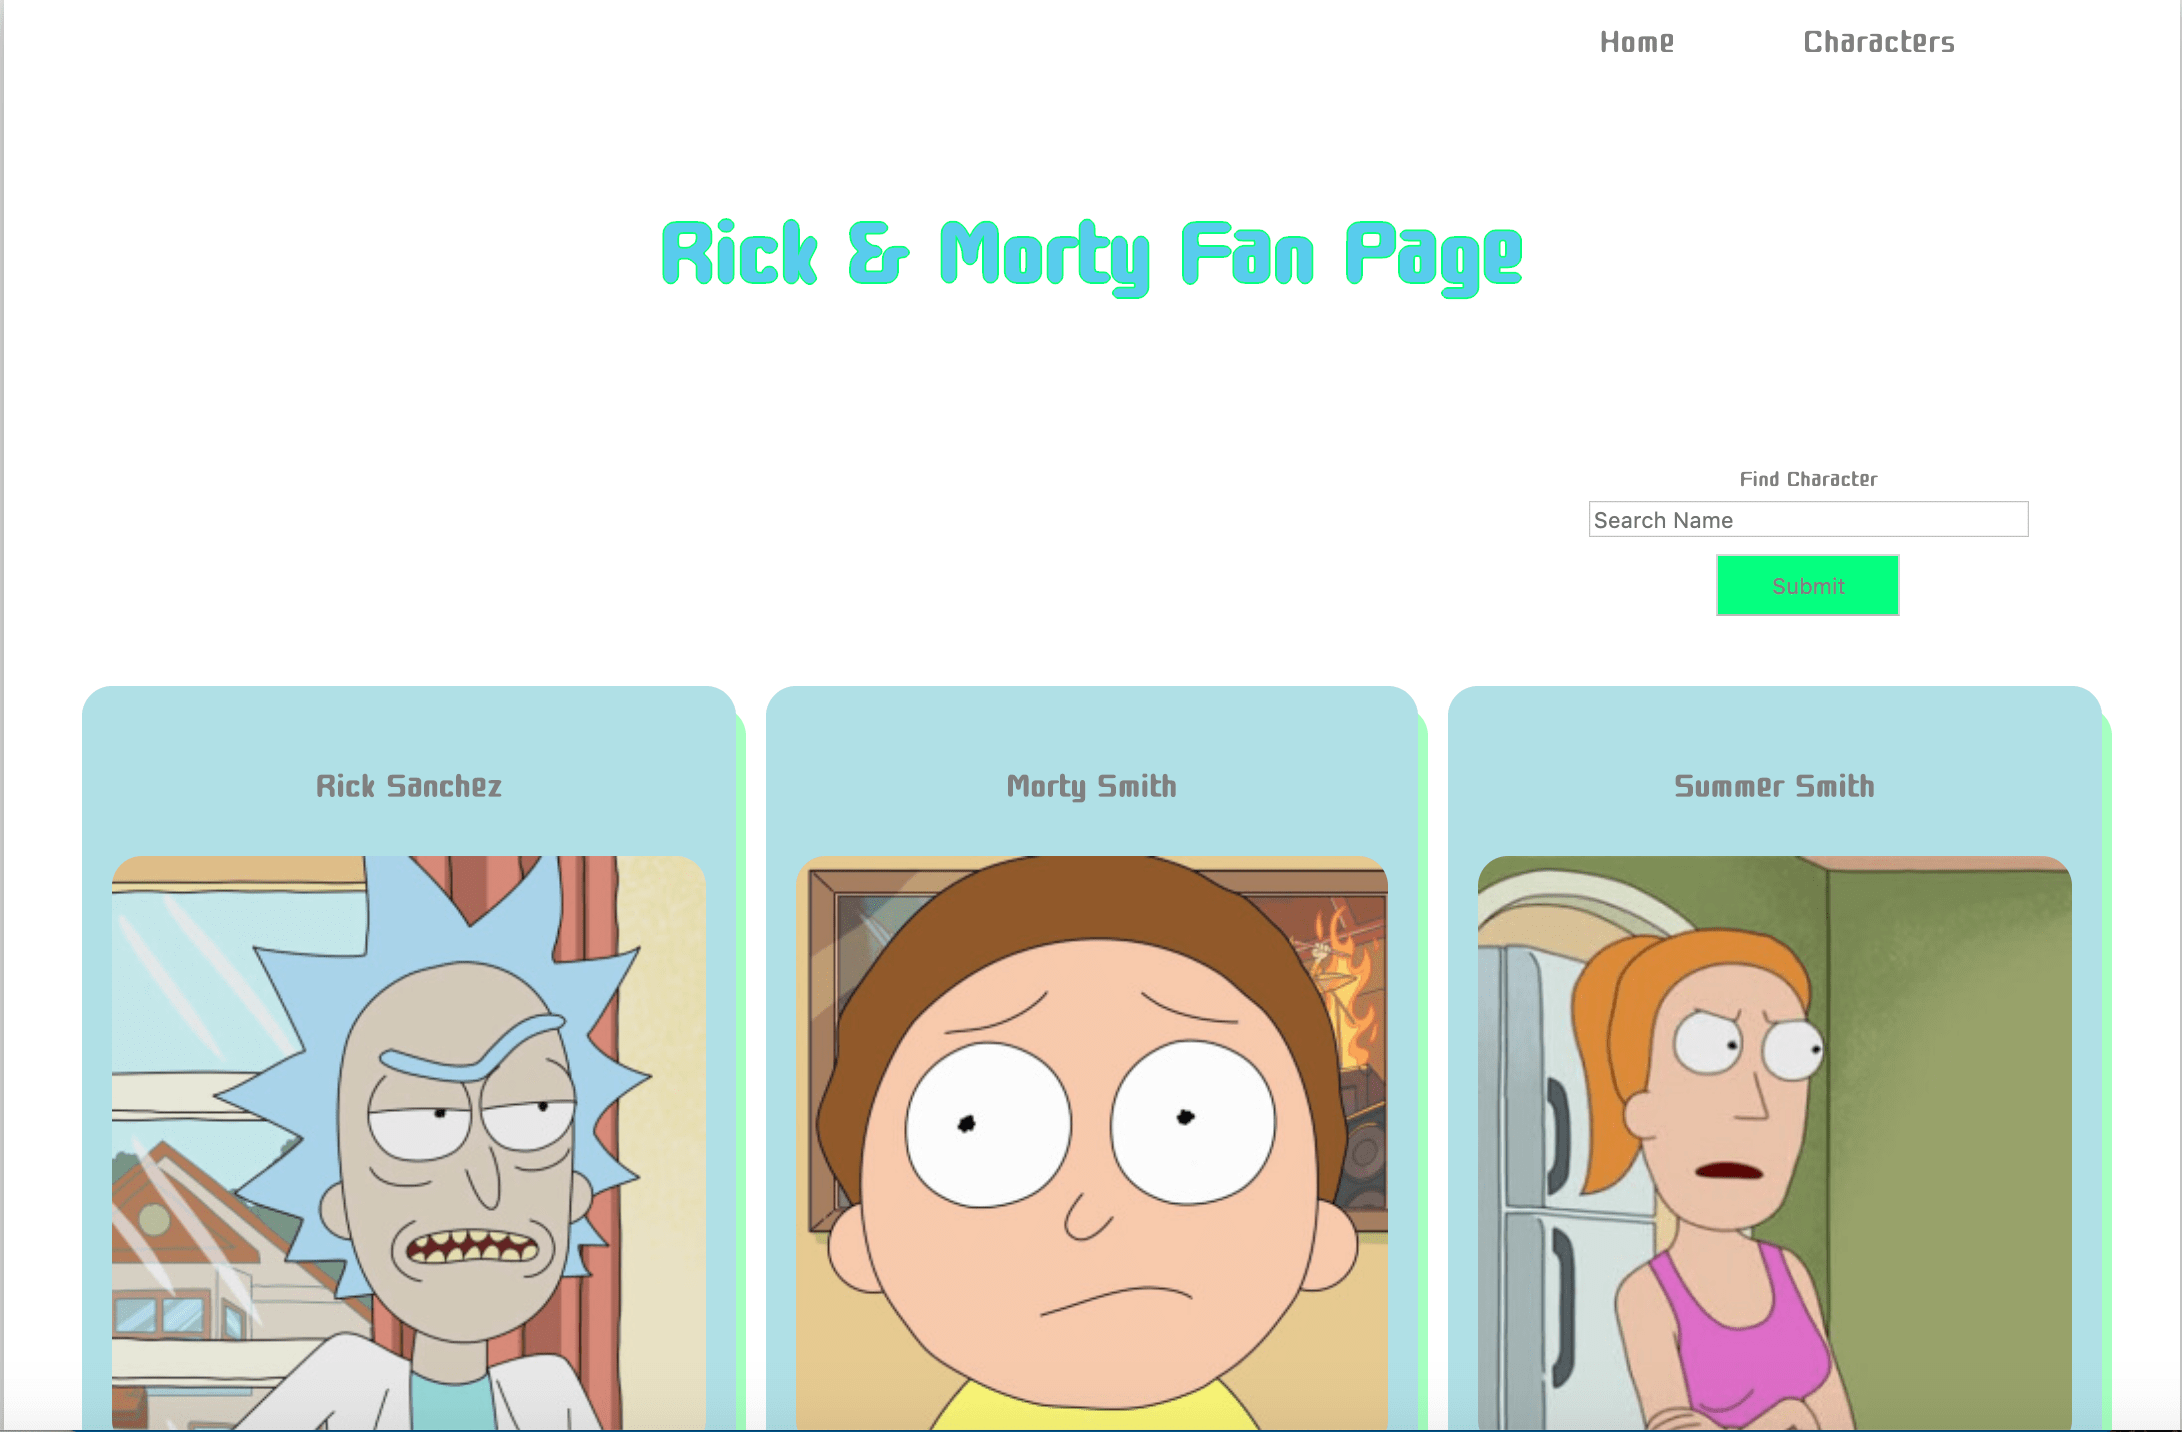 Home Characters
Rick & Morty Fan Page
Find Character
Search Name
Submit
Rick Sanchez
Morty Smith
Summer Smith